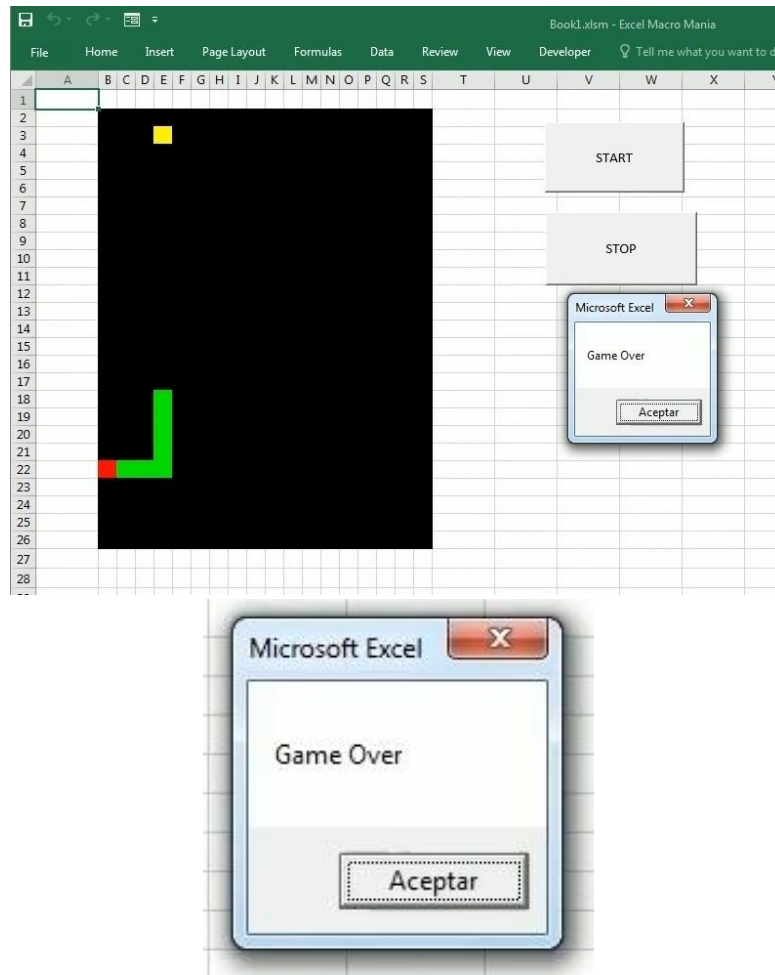 Book1.xlsm - Excel Macro Mania
File Home Insert Page Layout Formulas Data Review View Developer Tell me what you want to d
A B C D E F G H I J K L M N O P Q R S T U V W X
1
2
3
4
5
6
7
8
9
10
11
12
13
14
15
16
17
18
19
20
21
22
23
24
25
26
27
28
START
STOP
Microsoft Excel
Game Over
Aceptar
Microsoft Excel
Game Over
Aceptar